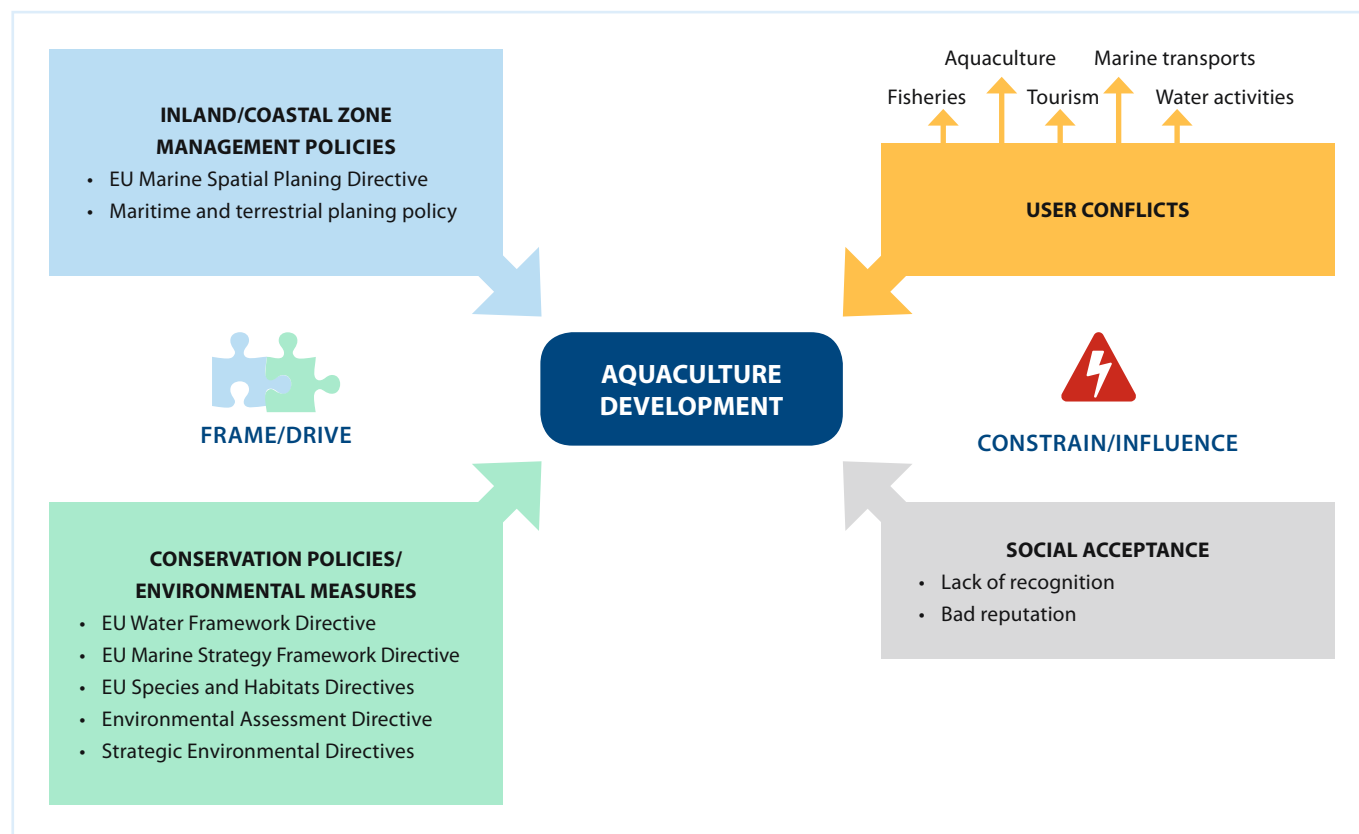 INLAND/COASTAL ZONE
MANAGEMENT POLICIES
• EU Marine Spatial Planing Directive
• Maritime and terrestrial planing policy
Aquaculture
Marine transports
Fisheries
Tourism
Water activities
USER CONFLICTS
FRAME/DRIVE
AQUACULTURE
DEVELOPMENT
CONSTRAIN/INFLUENCE
CONSERVATION POLICIES/
ENVIRONMENTAL MEASURES
• EU Water Framework Directive
• EU Marine Strategy Framework Directive
• EU Species and Habitats Directives
• Environmental Assessment Directive
• Strategic Environmental Directives
SOCIAL ACCEPTANCE
• Lack of recognition
• Bad reputation